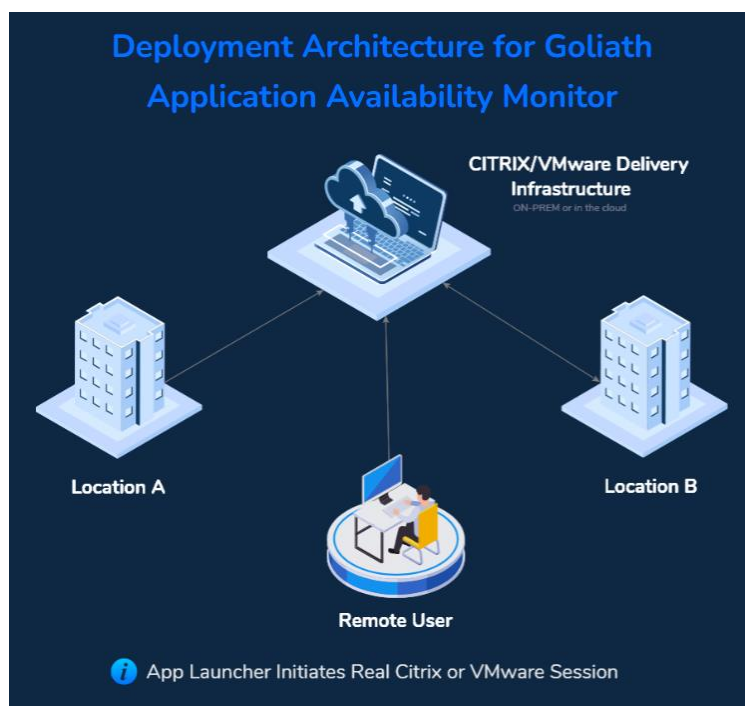 Deployment Architecture for Goliath
Application Availability Monitor
CITRIX/VMware Delivery
Infrastructure
ON-PREM or in the cloud
Location A
Location B
Remote User
i App Launcher Initiates Real Citrix or VMware Session